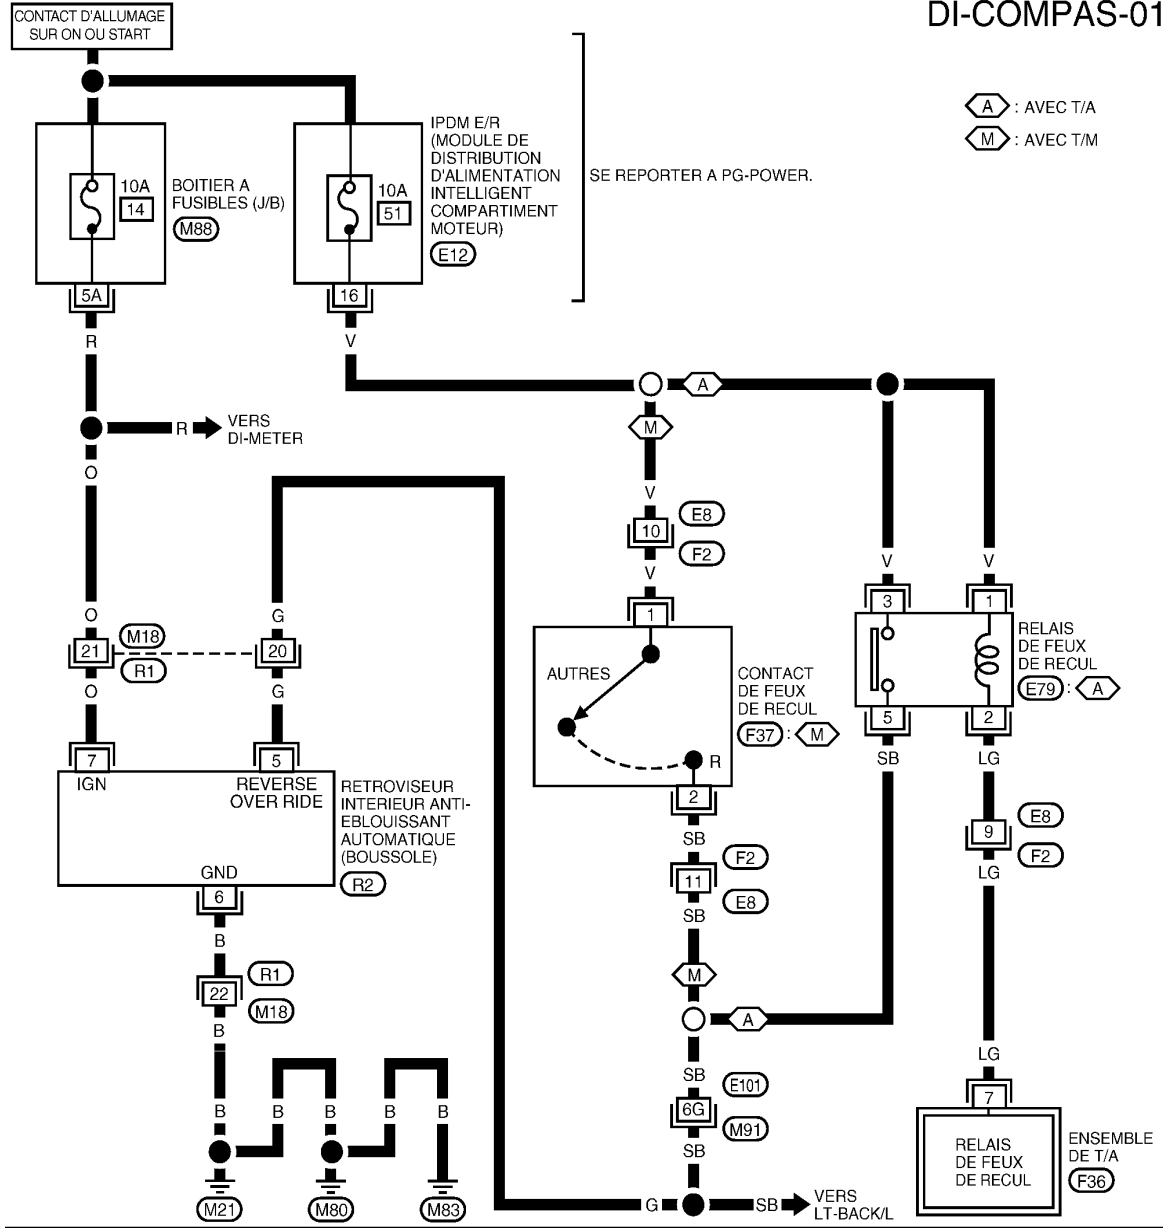 DI-COMPAS-01
CONTACT D'ALLUMAGE
SUR ON OU START
A : AVEC T/A
M : AVEC T/M
10A
14
BOITIER A
FUSIBLES (J/B)
M88
10A
51
IPDM E/R
(MODULE DE
DISTRIBUTION
D'ALIMENTATION
INTELLIGENT
COMPARTIMENT
MOTEUR)
E12
SE REPORTER A PG-POWER.
5A
16
R
V
A
M
R
VERS
DI-METER
O
V
10
E8
F2
V
V
V
O
G
1
3
1
21
M18
R1
20
O
G
AUTRES
R
CONTACT
DE FEUX
DE RECUL
F37 : M
RELAIS
DE FEUX
DE RECUL
E79 : A
5
2
7
5
IGN
REVERSE
OVER RIDE
GND
RETROVISEUR
INTERIEUR ANTI-
EBLOUISSANT
AUTOMATIQUE
(BOUSSOLE)
R2
2
SB
LG
SB
F2
11
E8
SB
9
E8
F2
LG
6
B
R1
22
M18
B
M
A
LG
SB
E101
6G
M91
SB
7
B
B
B
B
B
RELAIS
DE FEUX
DE RECUL
ENSEMBLE
DE T/A
F36
M21
M80
M83
G
SB
VERS
LT-BACK/L